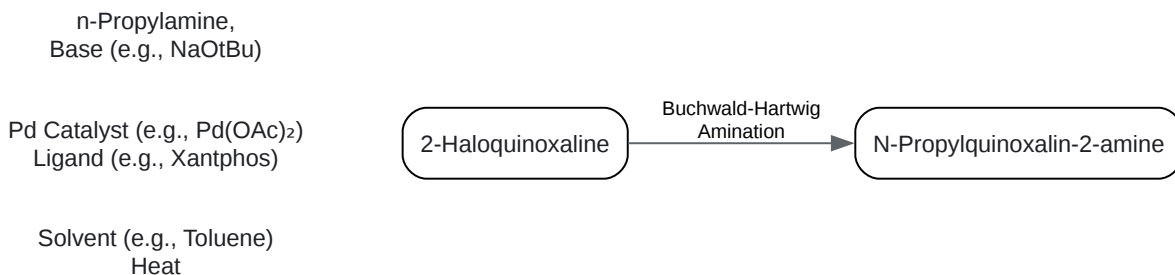 n-Propylamine,
Base (e.g., NaOtBu)
Pd Catalyst (e.g., Pd(OAc)₂)
Ligand (e.g., Xantphos)
Solvent (e.g., Toluene)
Heat
2-Haloquinoxaline
Buchwald-Hartwig
Amination
N-Propylquinoxalin-2-amine